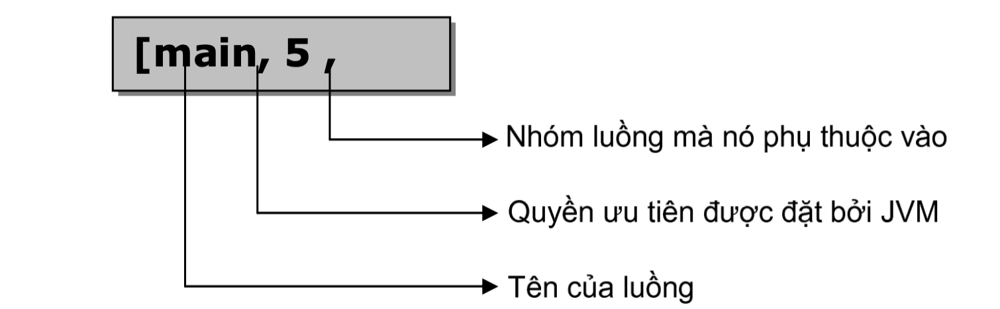 [main, 5 ,
Nhóm luồng mà nó phụ thuộc vào
Quyền ưu tiên được đặt bởi JVM
Tên của luồng